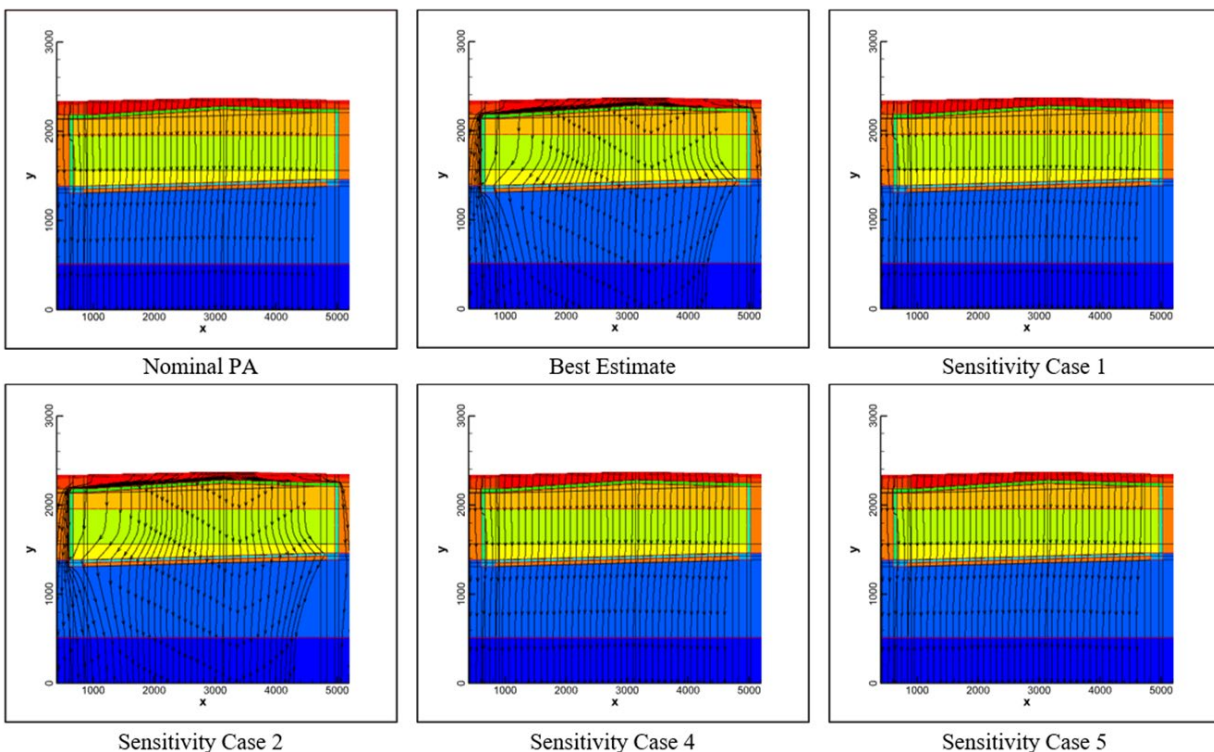 3000
2000
1000
0
y
1000 2000 3000 4000 5000
x
Nominal PA
3000
2000
1000
0
y
1000 2000 3000 4000 5000
x
Best Estimate
3000
2000
1000
0
y
1000 2000 3000 4000 5000
x
Sensitivity Case 1
3000
2000
1000
0
y
1000 2000 3000 4000 5000
x
Sensitivity Case 2
3000
2000
1000
0
y
1000 2000 3000 4000 5000
x
Sensitivity Case 4
3000
2000
1000
0
y
1000 2000 3000 4000 5000
x
Sensitivity Case 5